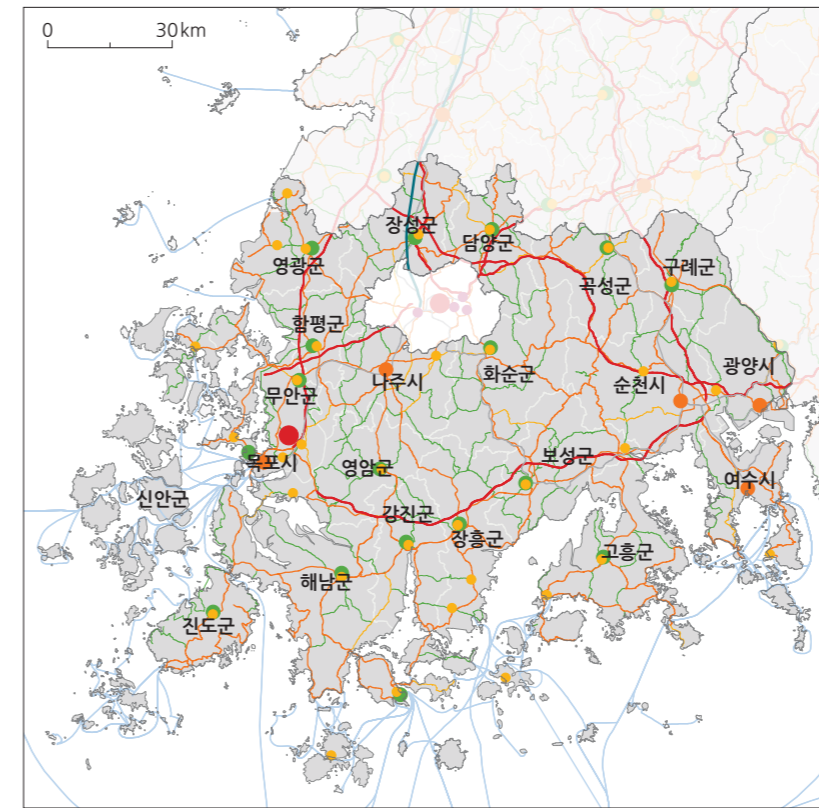 0 30km
장성군
담양군
영광군
곡성군
구례군
함평군
나주시
화순군
순천시
광양시
무안군
목포시
영암군
보성군
여수시
신안군
강진군
장흥군
고흥군
해남군
진도군